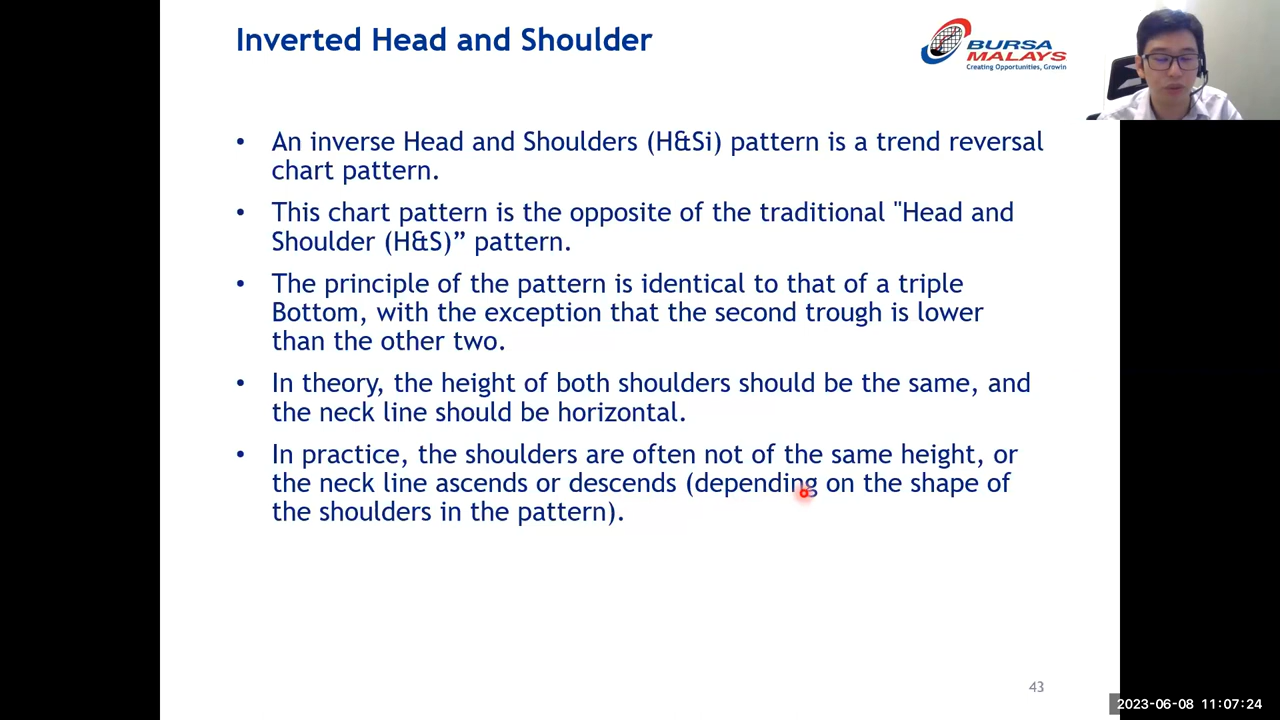 Inverted Head and Shoulder
BURSA
MALAYS
Creating Opportunities, Growin
• An inverse Head and Shoulders (H&Si) pattern is a trend reversal
chart pattern.
• This chart pattern is the opposite of the traditional "Head and
Shoulder (H&S)” pattern.
• The principle of the pattern is identical to that of a triple
Bottom, with the exception that the second trough is lower
than the other two.
• In theory, the height of both shoulders should be the same, and
the neck line should be horizontal.
• In practice, the shoulders are often not of the same height, or
the neck line ascends or descends (depending on the shape of
the shoulders in the pattern).
43
2023-06-08 11:07:24